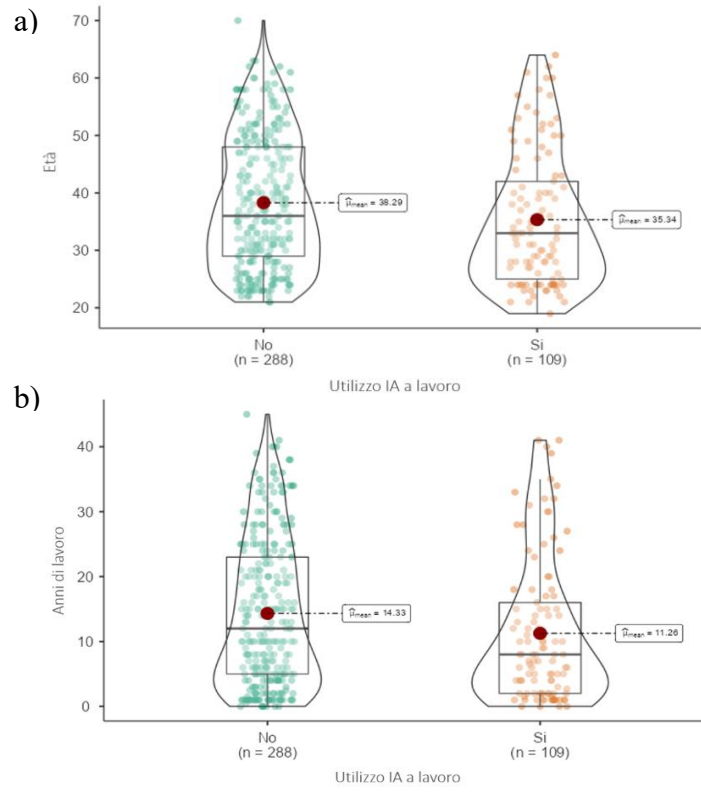 a)
70
60
50
40
30
20
Età
μ̂mean = 38.29
μ̂mean = 35.34
No
(n = 288)
Si
(n = 109)
Utilizzo IA a lavoro
b)
40
30
20
10
0
Anni di lavoro
μ̂mean = 14.33
μ̂mean = 11.26
No
(n = 288)
Si
(n = 109)
Utilizzo IA a lavoro